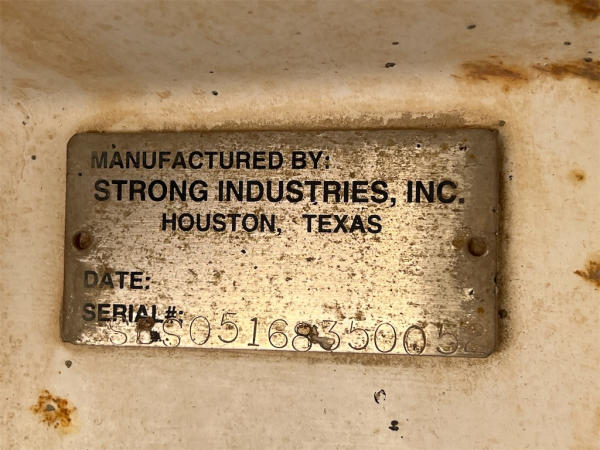 MANUFACTURED BY:
STRONG INDUSTRIES, INC.
HOUSTON, TEXAS
DATE:
SERIAL#: